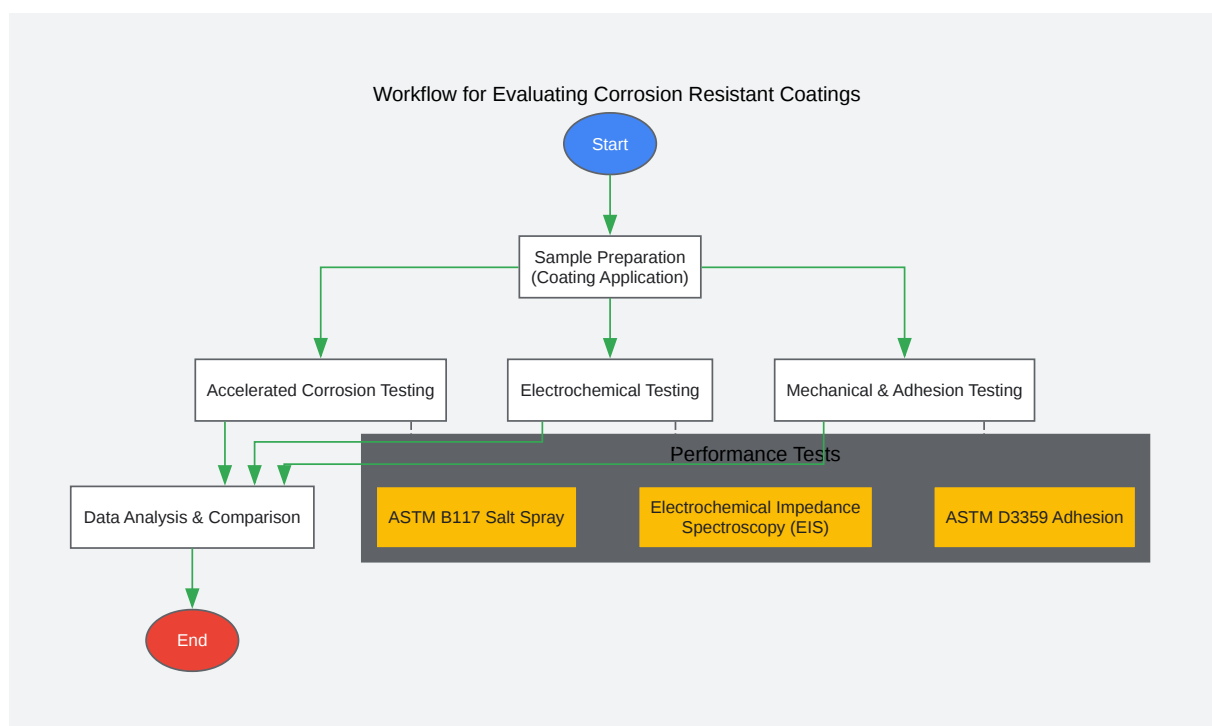 Workflow for Evaluating Corrosion Resistant Coatings
Start
Sample Preparation
(Coating Application)
Accelerated Corrosion Testing
Electrochemical Testing
Mechanical & Adhesion Testing
Performance Tests
Data Analysis & Comparison
ASTM B117 Salt Spray
Electrochemical Impedance
Spectroscopy (EIS)
ASTM D3359 Adhesion
End